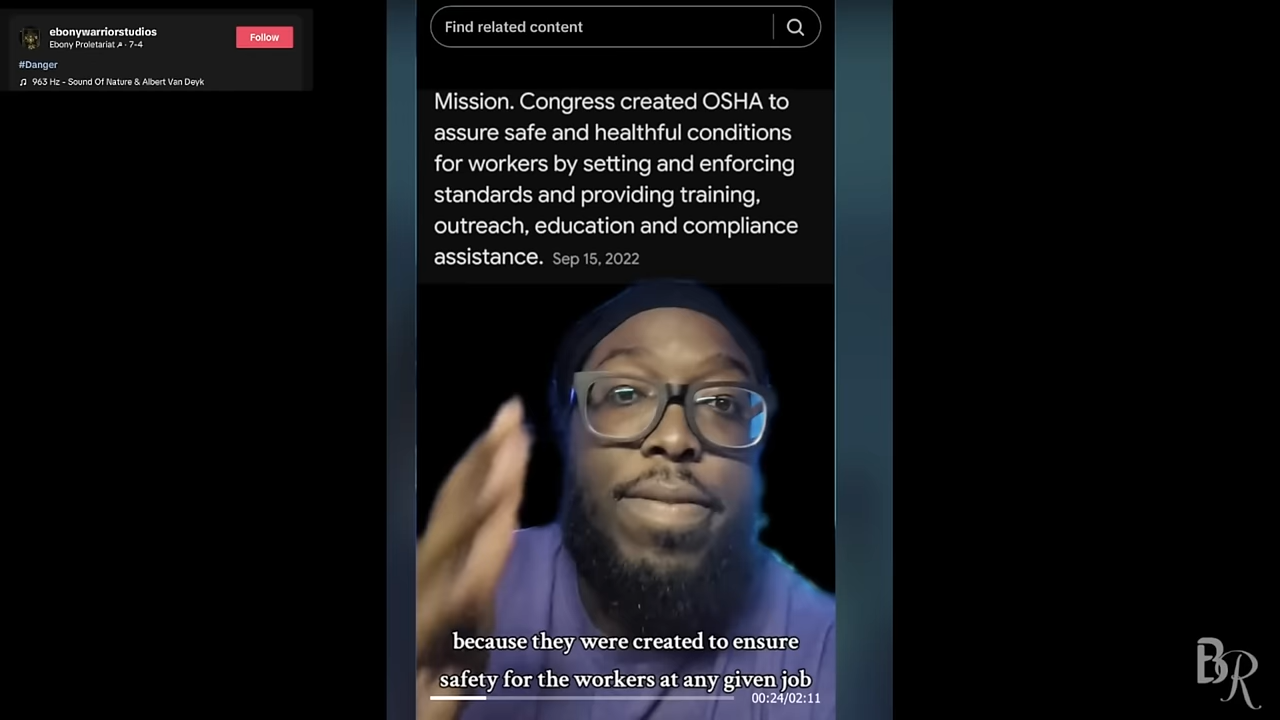 ebonywarriorstudios
Ebony Proletariat · 7-4
Follow
#Danger
963 Hz - Sound Of Nature & Albert Van Deyk
Find related content
Mission. Congress created OSHA to
assure safe and healthful conditions
for workers by setting and enforcing
standards and providing training,
outreach, education and compliance
assistance. Sep 15, 2022
because they were created to ensure
safety for the workers at any given job
00:24/02:11
BR